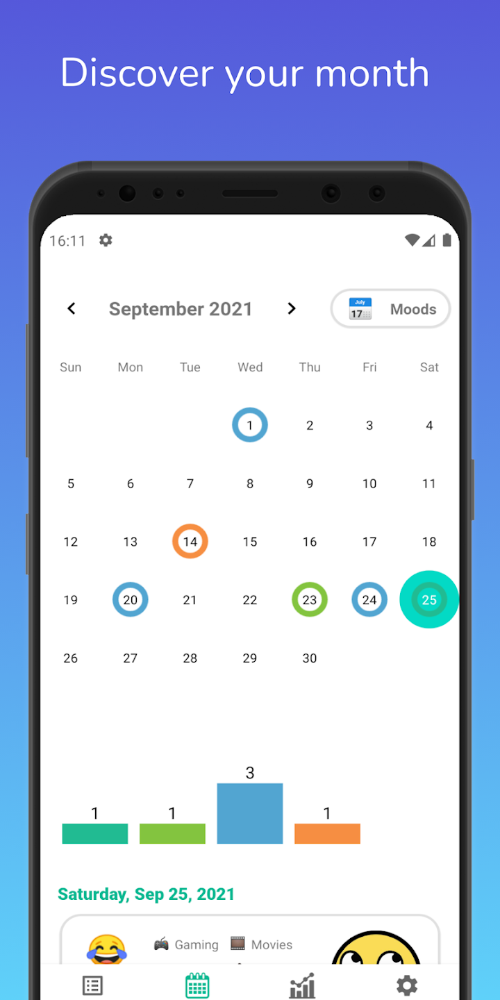 Discover your month
16:11
September 2021
July
17
Moods
Sun Mon Tue Wed Thu Fri Sat
1 2 3 4
5 6 7 8 9 10 11
12 13 14 15 16 17 18
19 20 21 22 23 24 25
26 27 28 29 30
3
1 1 1
Saturday, Sep 25, 2021
Gaming Movies